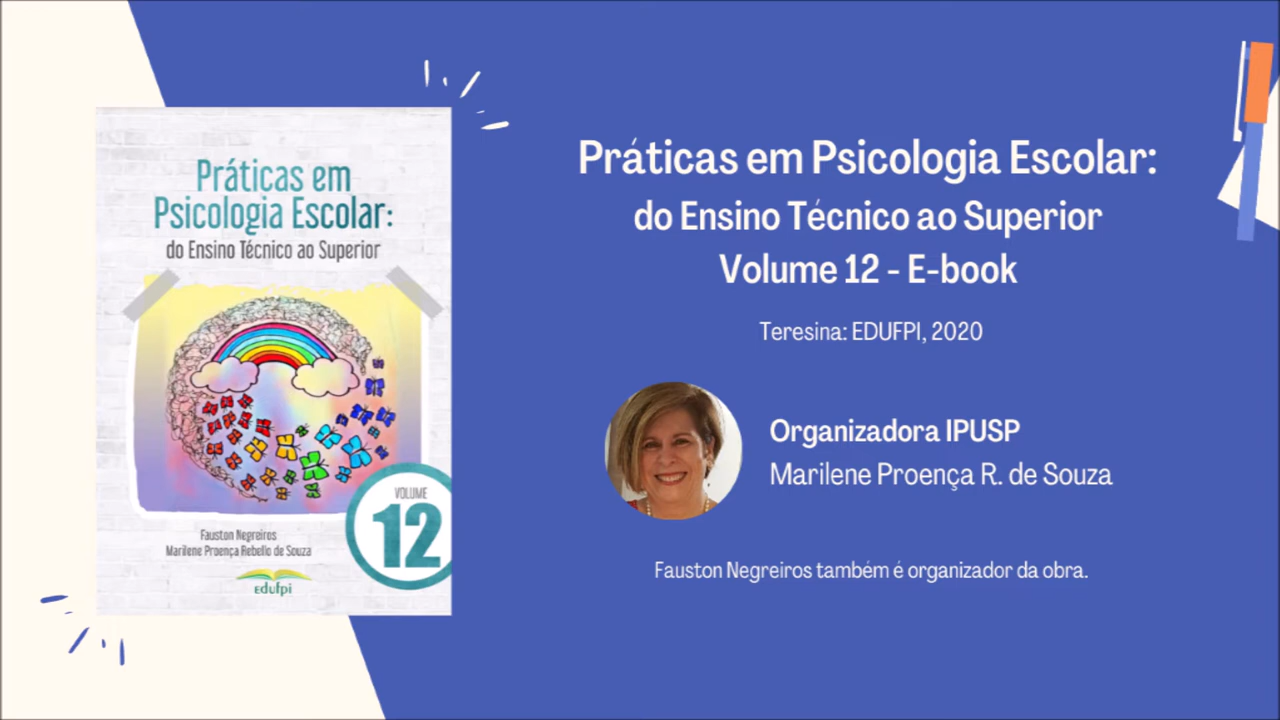 Práticas em
Psicologia Escolar:
do Ensino Técnico ao Superior
VOLUME
12
Fauston Negreiros
Marilene Proença Rebello de Souza
Edufpi
Práticas em Psicologia Escolar:
do Ensino Técnico ao Superior
Volume 12 - E-book
Teresina: EDUFPI, 2020
Organizadora IPUSP
Marilene Proença R. de Souza
Fauston Negreiros também é organizador da obra.